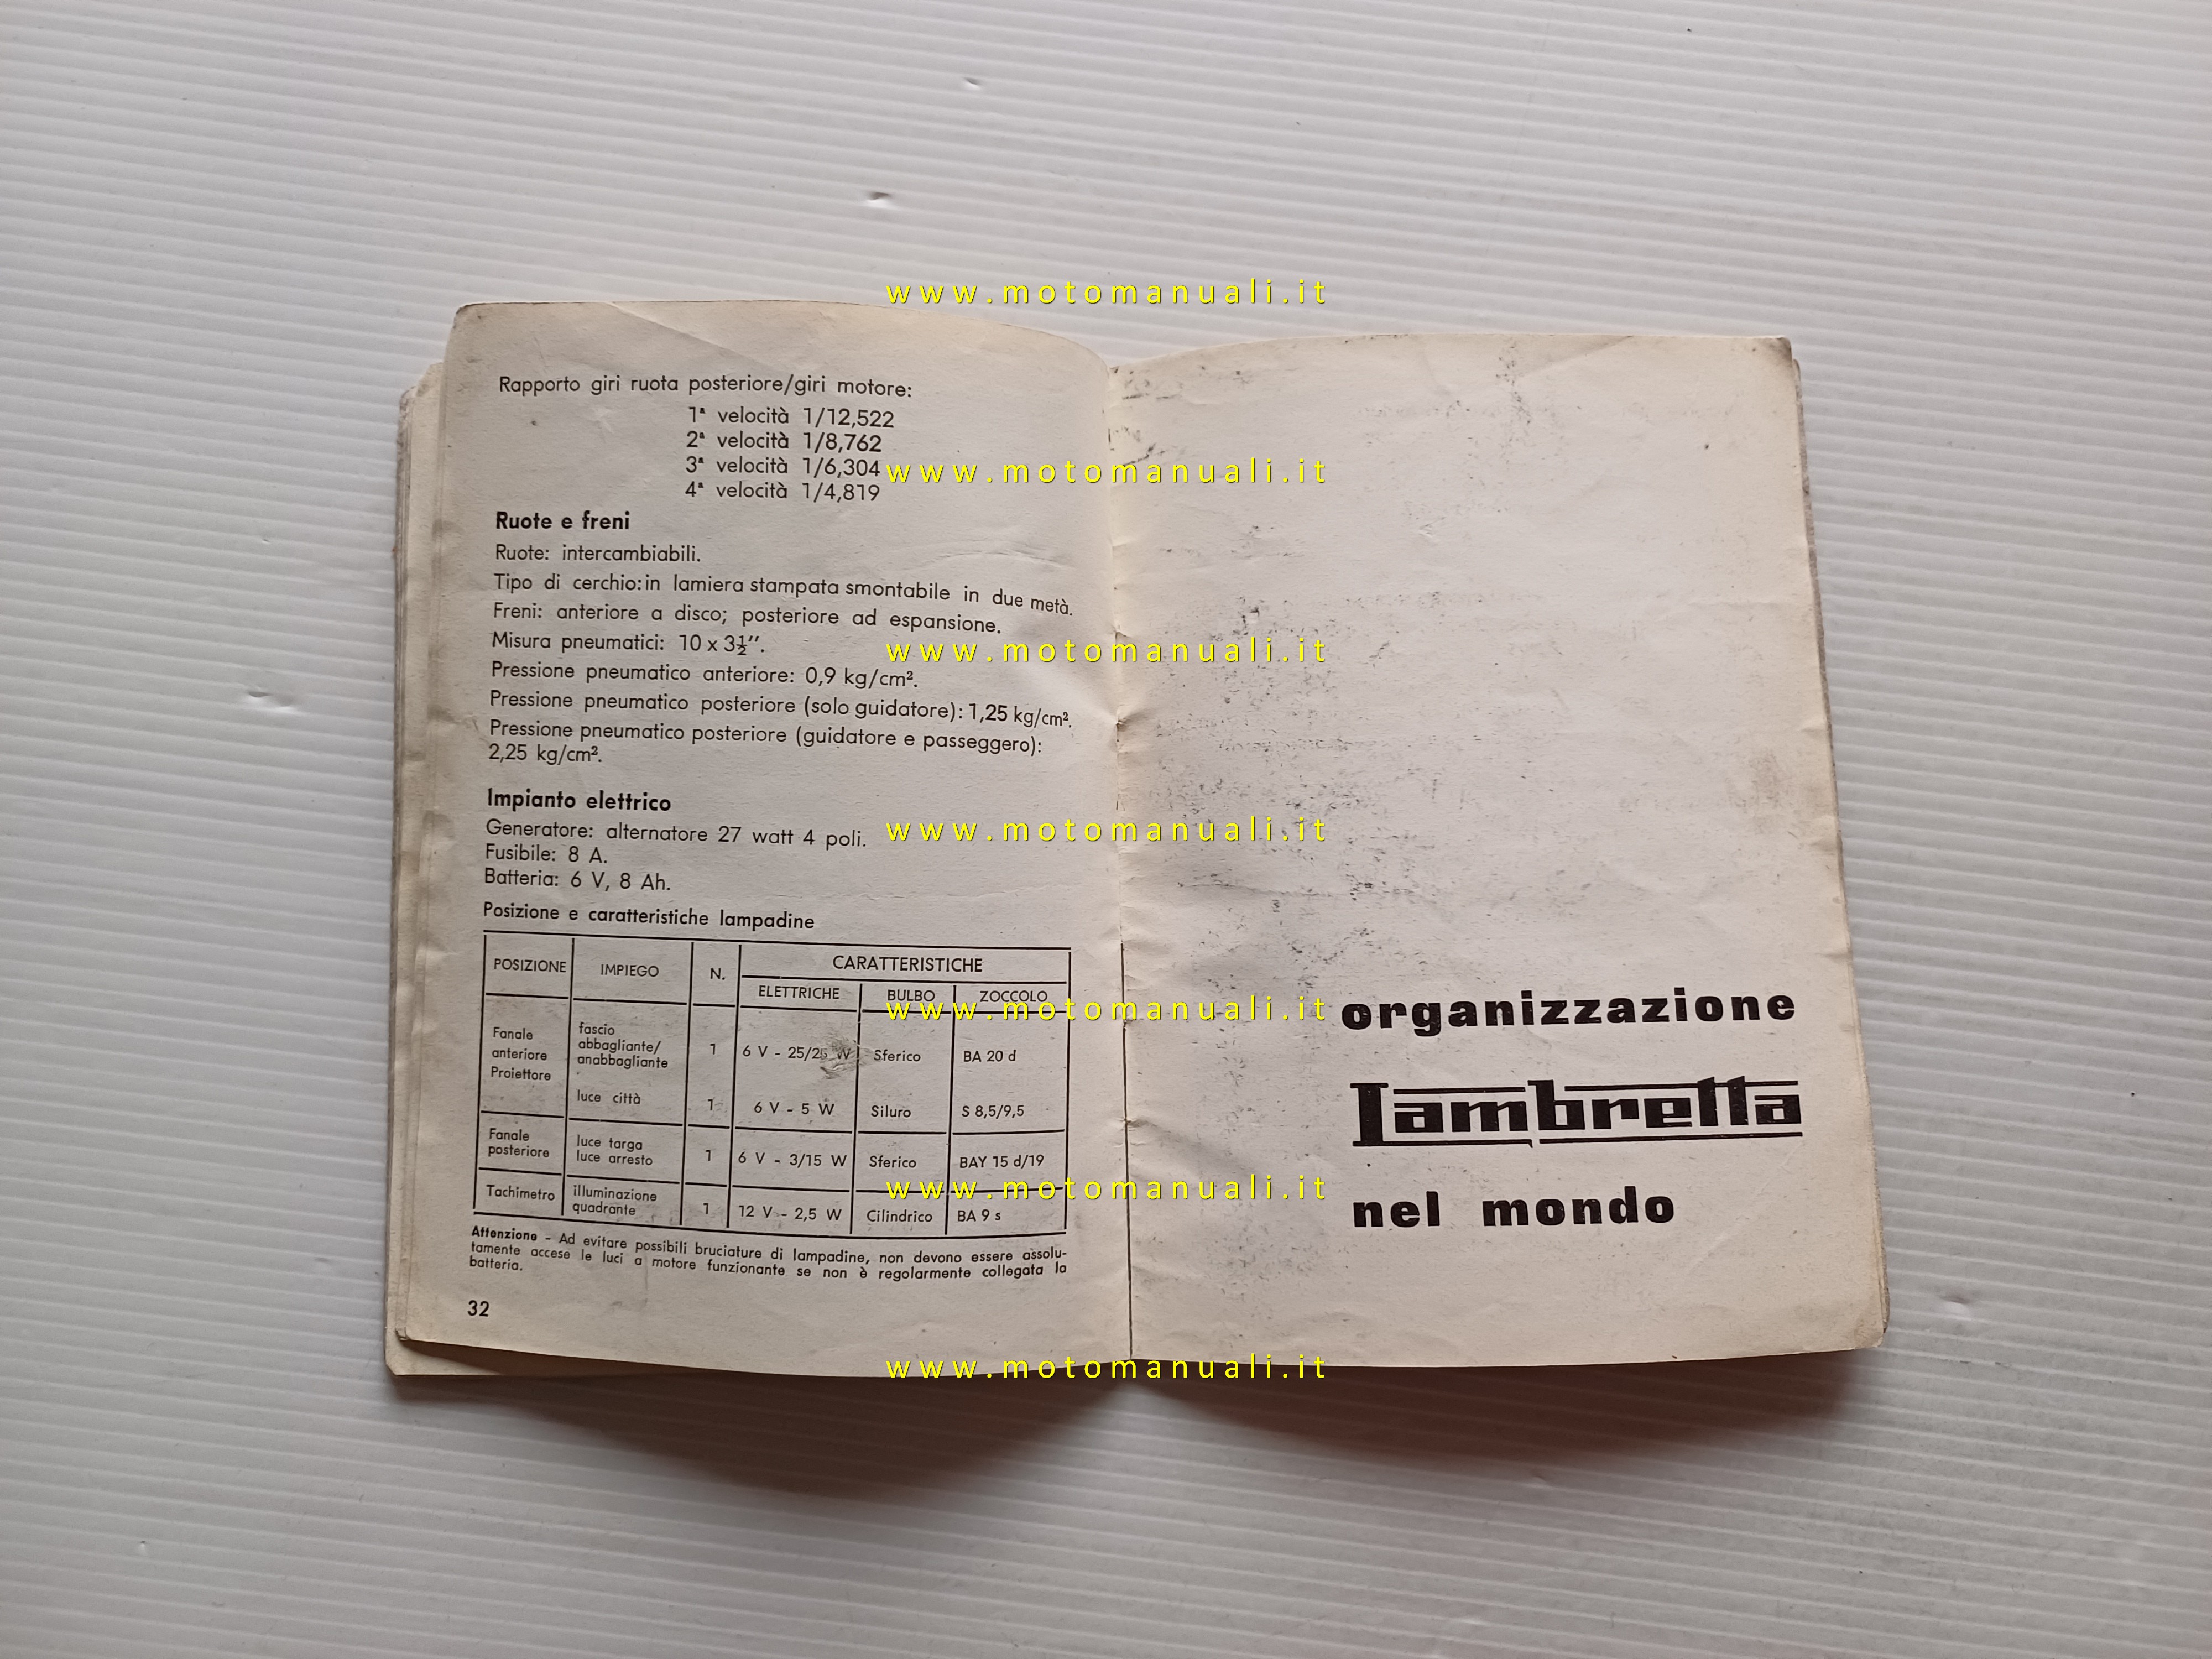 Rapporto giri ruota posteriore/giri motore:
1ª velocità 1/12,522
2ª velocità 1/8,762
3ª velocità 1/6,304
4ª velocità 1/4,819
Ruote e freni
Ruote: intercambiabili.
Tipo di cerchio: in lamiera stampata smontabile in due metà.
Freni: anteriore a disco; posteriore ad espansione.
Misura pneumatici: 10 x 3½″.
Pressione pneumatico anteriore: 0,9 kg/cm².
Pressione pneumatico posteriore (solo guidatore): 1,25 kg/cm².
Pressione pneumatico posteriore (guidatore e passeggero):
2,25 kg/cm².
Impianto elettrico
Generatore: alternatore 27 watt 4 poli.
Fusibile: 8 A.
Batteria: 6 V, 8 Ah.
Posizione e caratteristiche lampadine
POSIZIONE IMPIEGO N. CARATTERISTICHE
ELETTRICHE BULBO ZOCCOLO
Fanale
anteriore
Proiettore
fascio
abbagliante/
anabbagliante
1 6 V - W Sferico BA 20 d
luce città 1 6 V - 5 W Siluro S 8,5/9,5
Fanale
posteriore
luce targa
luce arresto
1 6 V - 3/15 W Sferico BAY 15 d/19
Tachimetro
illuminazione
quadrante
1 12 V - 2,5 W Cilindrico BA 9 s
Attenzione - Ad evitare possibili bruciature di lampadine, non devono essere assolu-
tamente accese le luci a motore funzionante se non è regolarmente collegata la
batteria.
32
organizzazione
Lambretta
nel mondo
www.motomanuali.it
www.motomanuali.it
www.motomanuali.it
www.motomanuali.it
www.motomanuali.it
www.motomanuali.it
www.motomanuali.it